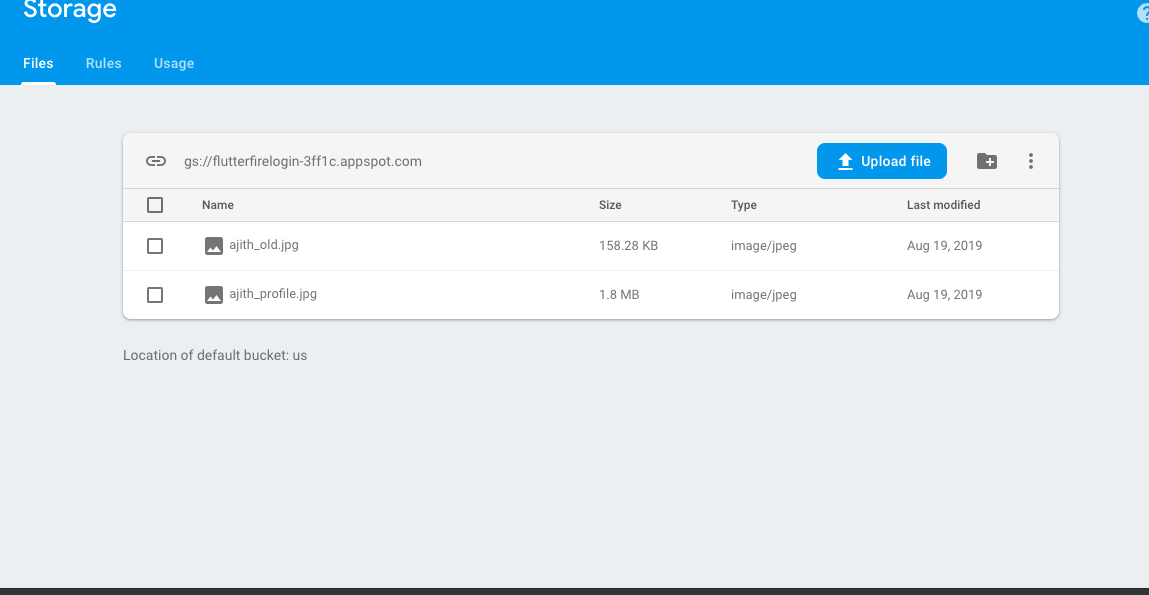 Storage
?
Files Rules Usage
gs://flutterfirelogin-3ff1c.appspot.com Upload file
Name Size Type Last modified
ajith_old.jpg 158.28 KB image/jpeg Aug 19, 2019
ajith_profile.jpg 1.8 MB image/jpeg Aug 19, 2019
Location of default bucket: us